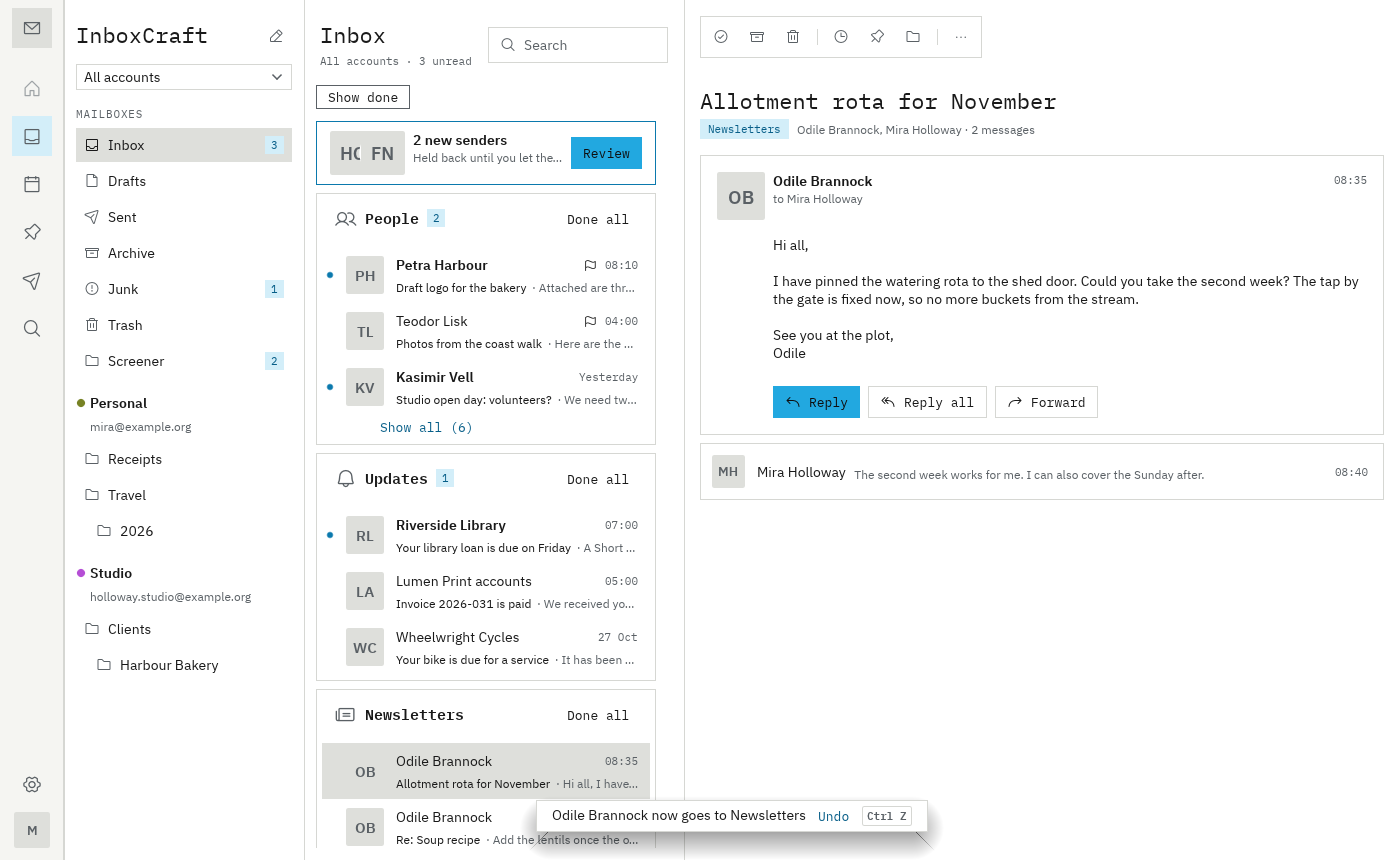 InboxCraft
All accounts
MAILBOXES
Inbox 3
Drafts
Sent
Archive
Junk 1
Trash
Screener 2
Personal
mira@example.org
Receipts
Travel
2026
Studio
holloway.studio@example.org
Clients
Harbour Bakery
M
Inbox
All accounts · 3 unread
Search
Show done
FN
2 new senders
Held back until you let the...
Review
People 2 Done all
PH Petra Harbour 08:10
Draft logo for the bakery · Attached are thr...
TL Teodor Lisk 04:00
Photos from the coast walk · Here are the ...
KV Kasimir Vell Yesterday
Studio open day: volunteers? · We need tw...
Show all (6)
Updates 1 Done all
RL Riverside Library 07:00
Your library loan is due on Friday · A Short ...
LA Lumen Print accounts 05:00
Invoice 2026-031 is paid · We received yo...
WC Wheelwright Cycles 27 Oct
Your bike is due for a service · It has been ...
Newsletters Done all
OB Odile Brannock 08:35
Allotment rota for November · Hi all, I have...
OB Odile Brannock
Re: Soup recipe · Add the lentils once the o...
Allotment rota for November
Newsletters Odile Brannock, Mira Holloway · 2 messages
OB Odile Brannock 08:35
to Mira Holloway
Hi all,
I have pinned the watering rota to the shed door. Could you take the second week? The tap by
the gate is fixed now, so no more buckets from the stream.
See you at the plot,
Odile
Reply Reply all Forward
MH Mira Holloway The second week works for me. I can also cover the Sunday after. 08:40
Odile Brannock now goes to Newsletters Undo Ctrl Z